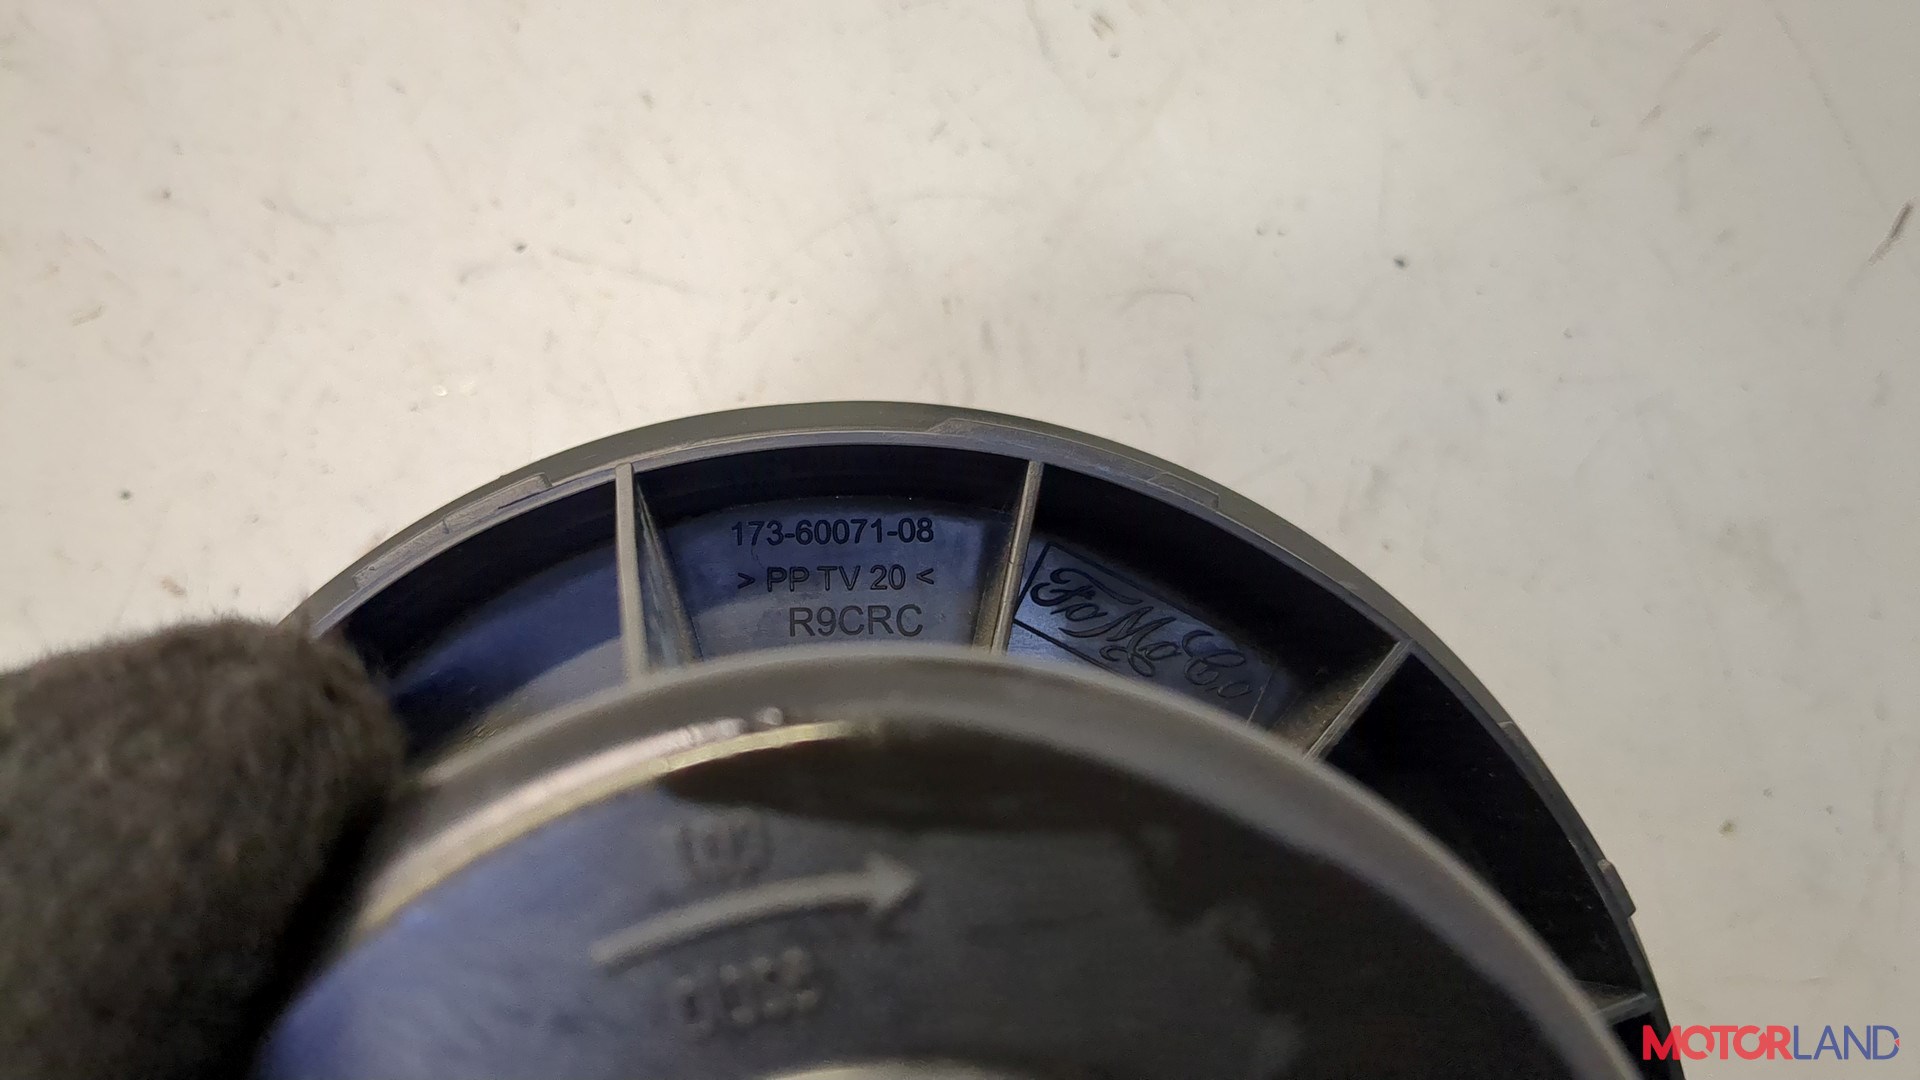 173-60071-08
> PP TV 20 <
R9CRC
FoMoCo
MOTORLAND